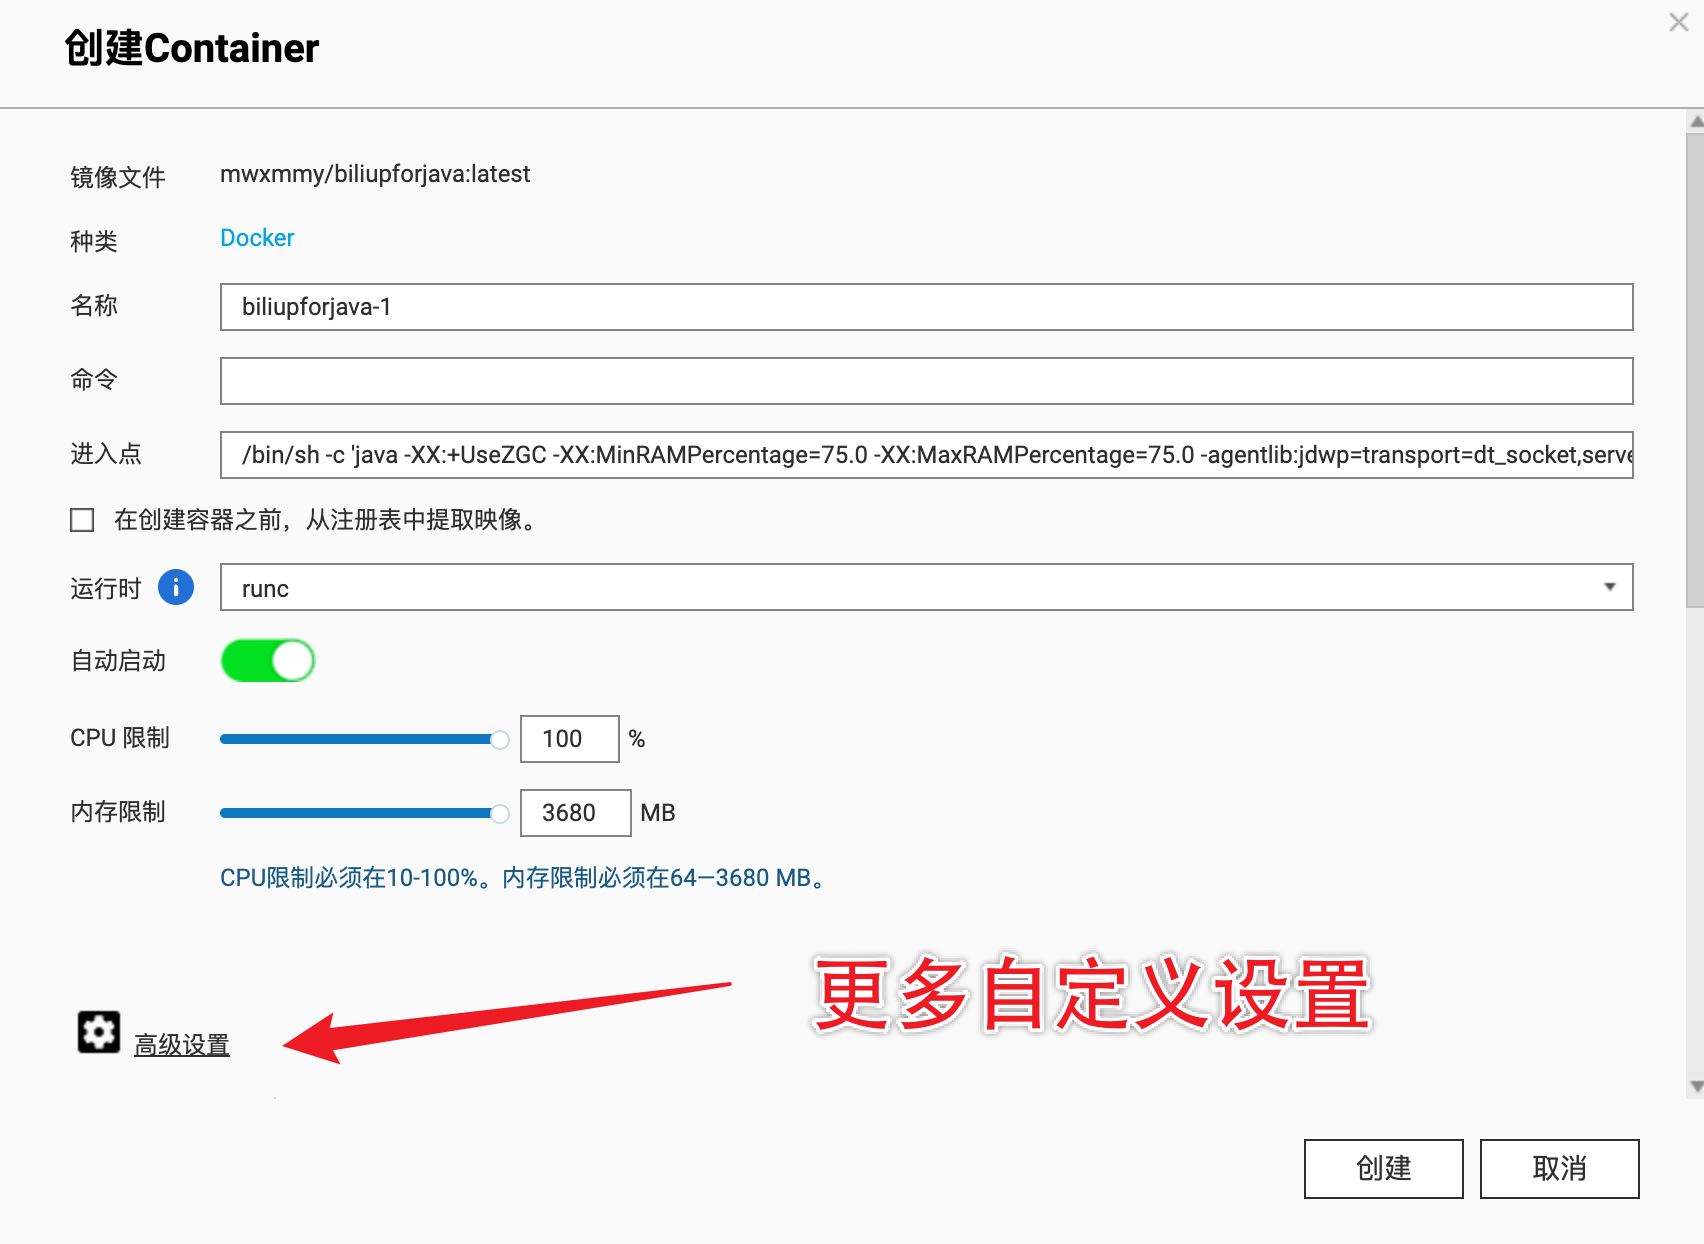 创建Container
镜像文件 mwxmmy/biliupforjava:latest
种类 Docker
名称 biliupforjava-1
命令
进入点 /bin/sh -c 'java -XX:+UseZGC -XX:MinRAMPercentage=75.0 -XX:MaxRAMPercentage=75.0 -agentlib:jdwp=transport=dt_socket,serve
在创建容器之前，从注册表中提取映像。
运行时 runc
自动启动
CPU 限制 100 %
内存限制 3680 MB
CPU限制必须在10-100%。内存限制必须在64—3680 MB。
更多自定义设置
高级设置
创建 取消